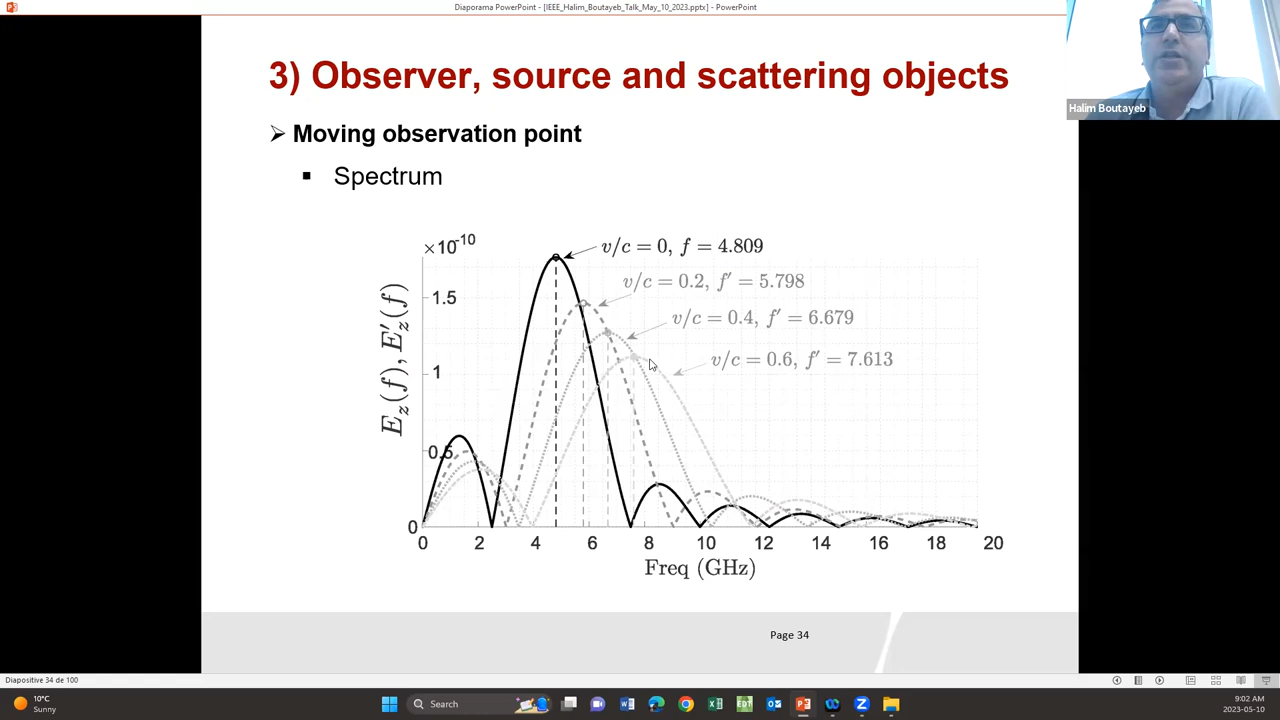 Diaporama PowerPoint - [IEEE_Halim_Boutayeb_Talk_May_10_2023.pptx] - PowerPoint
3) Observer, source and scattering objects
Halim Boutayeb
➢ Moving observation point
▪ Spectrum
×10⁻¹⁰
v/c = 0, f = 4.809
v/c = 0.2, f′ = 5.798
v/c = 0.4, f′ = 6.679
v/c = 0.6, f′ = 7.613
E_z(f), E′_z(f)
1.5
1
0.5
0
0 2 4 6 8 10 12 14 16 18 20
Freq (GHz)
Page 34
Diapositive 34 de 100
10°C
Sunny
Search
EDT
9:02 AM
2023-05-10